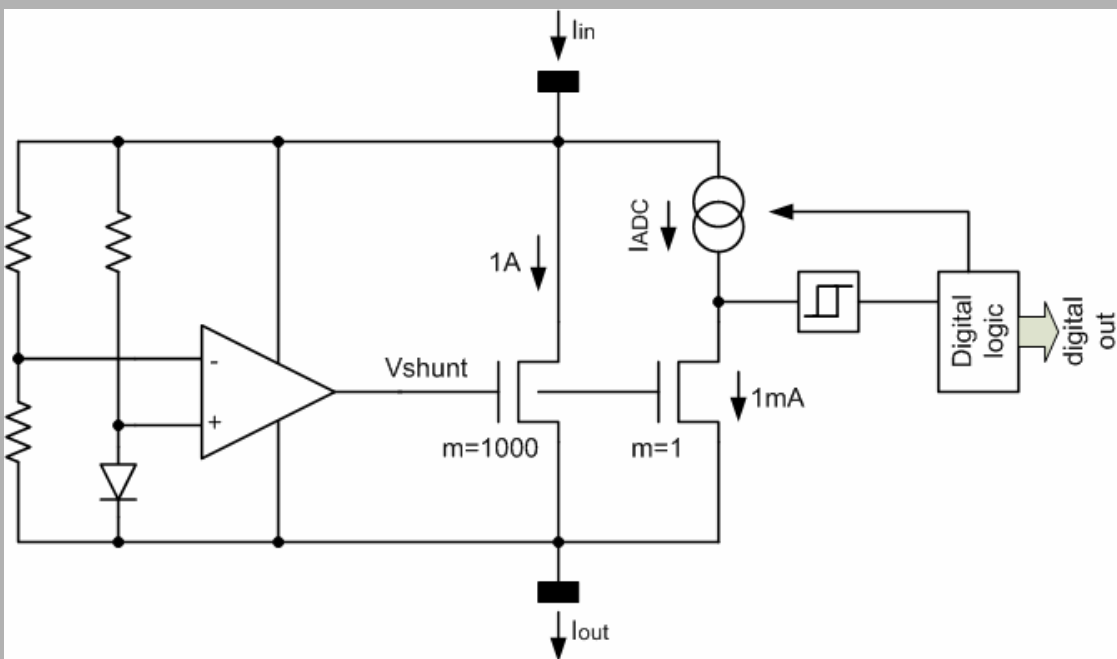 Iin
IADC
1A
Digital
logic
digital
out
-
Vshunt
1mA
+
m=1000
m=1
Iout